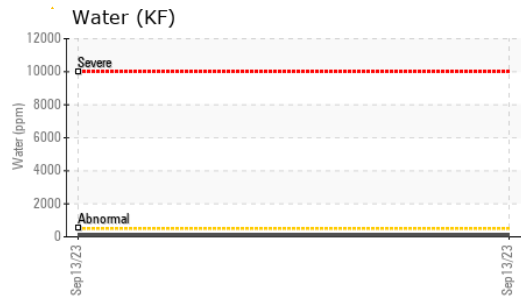 Water (KF)
12000
Severe
10000
8000
Water (ppm)
6000
4000
2000
Abnormal
0
Sep13/23
Sep13/23